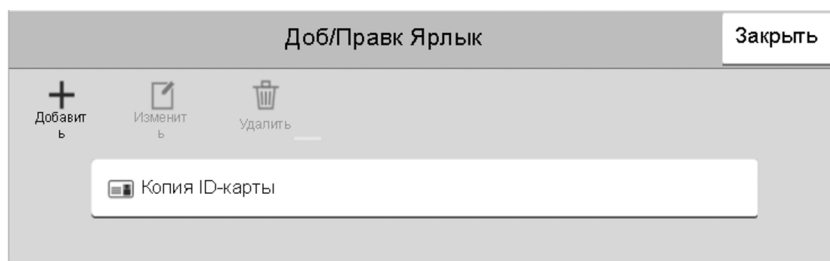 Доб/Правк Ярлык
Закрыть
Добавит
ь
Изменит
ь
Удалить
Копия ID-карты